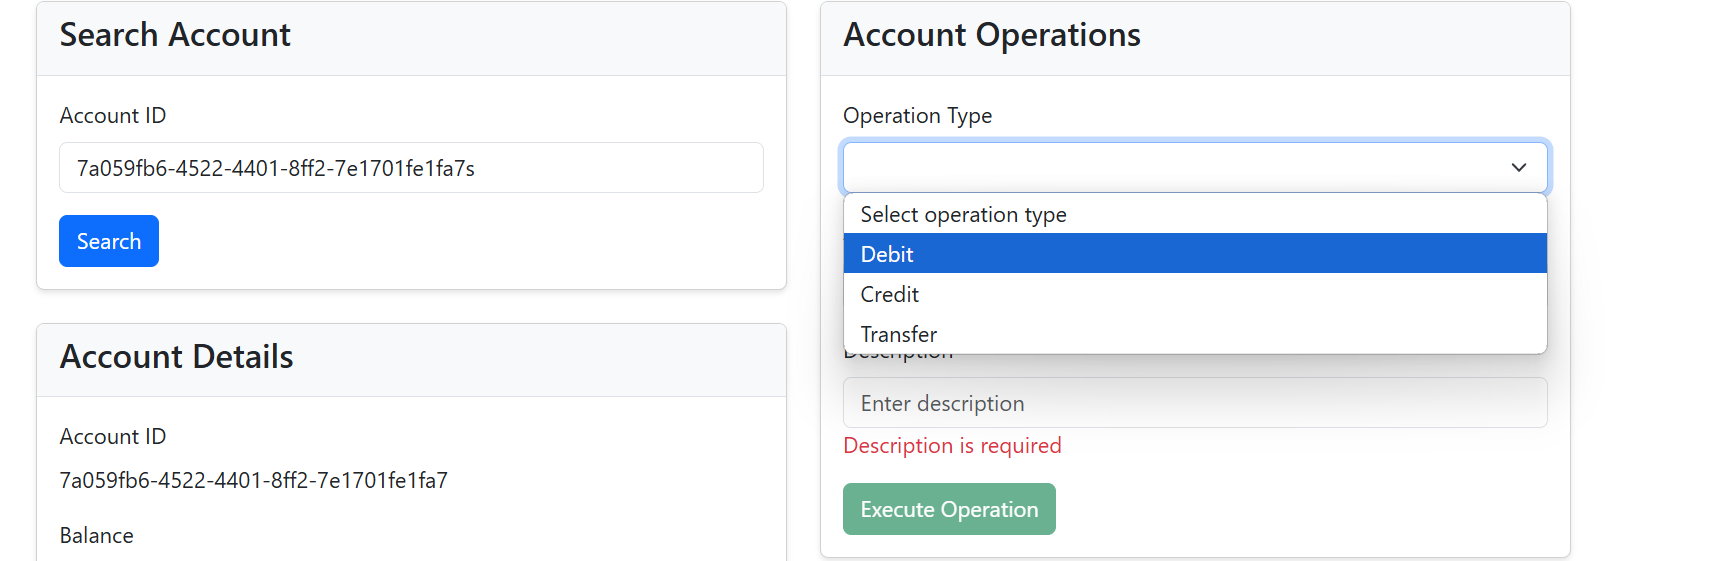 Search Account
Account ID
7a059fb6-4522-4401-8ff2-7e1701fe1fa7s
Search
Account Details
Account ID
7a059fb6-4522-4401-8ff2-7e1701fe1fa7
Balance
Account Operations
Operation Type
Select operation type
Debit
Credit
Transfer
Description
Enter description
Description is required
Execute Operation